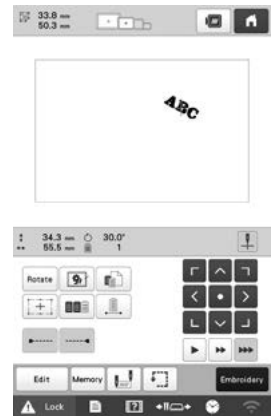 33.8 mm
50.3 mm
ABC
34.3 mm 30.0°
55.5 mm 1
Rotate
Edit Memory Embroidery
Lock